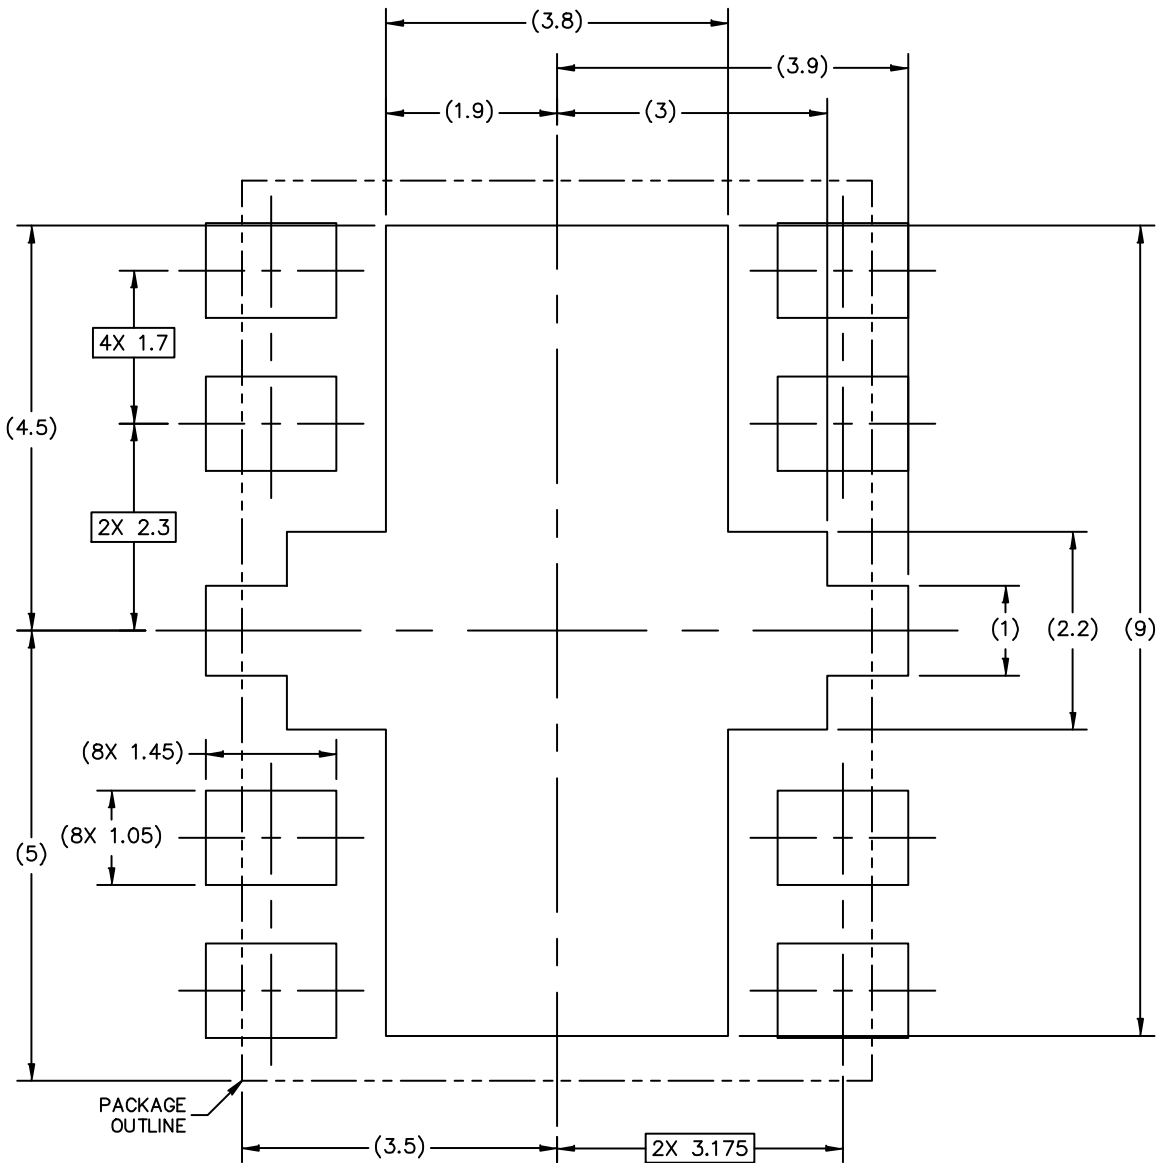 (3.8)
(3.9)
(1.9)
(3)
4X 1.7
(4.5)
2X 2.3
(1)
(2.2)
(9)
(8X 1.45)
(8X 1.05)
(5)
PACKAGE
OUTLINE
(3.5)
2X 3.175